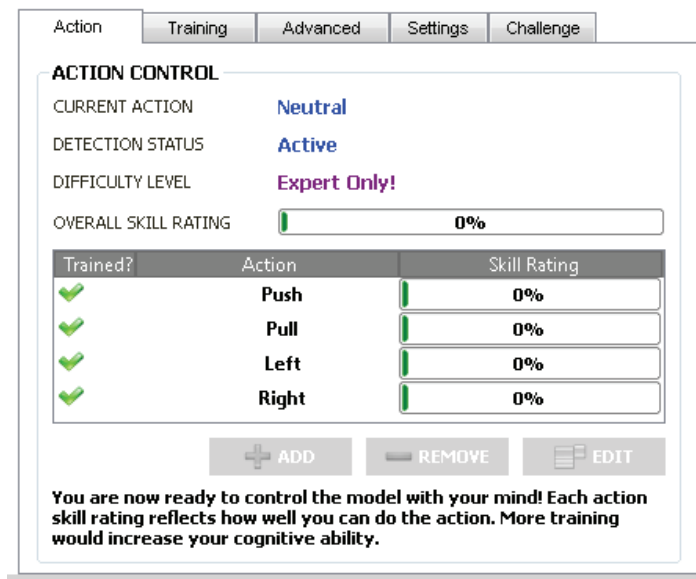 Action Training Advanced Settings Challenge
ACTION CONTROL
CURRENT ACTION Neutral
DETECTION STATUS Active
DIFFICULTY LEVEL Expert Only!
OVERALL SKILL RATING 0%
Trained? Action Skill Rating
Push 0%
Pull 0%
Left 0%
Right 0%
ADD REMOVE EDIT
You are now ready to control the model with your mind! Each action
skill rating reflects how well you can do the action. More training
would increase your cognitive ability.